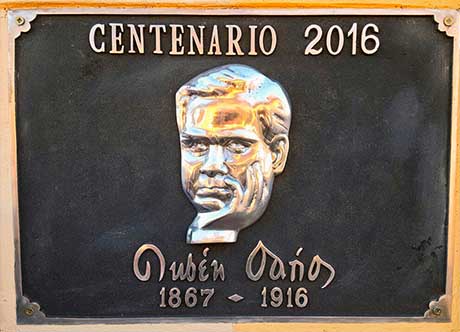 CENTENARIO 2016
Rubén Darío
1867 - 1916